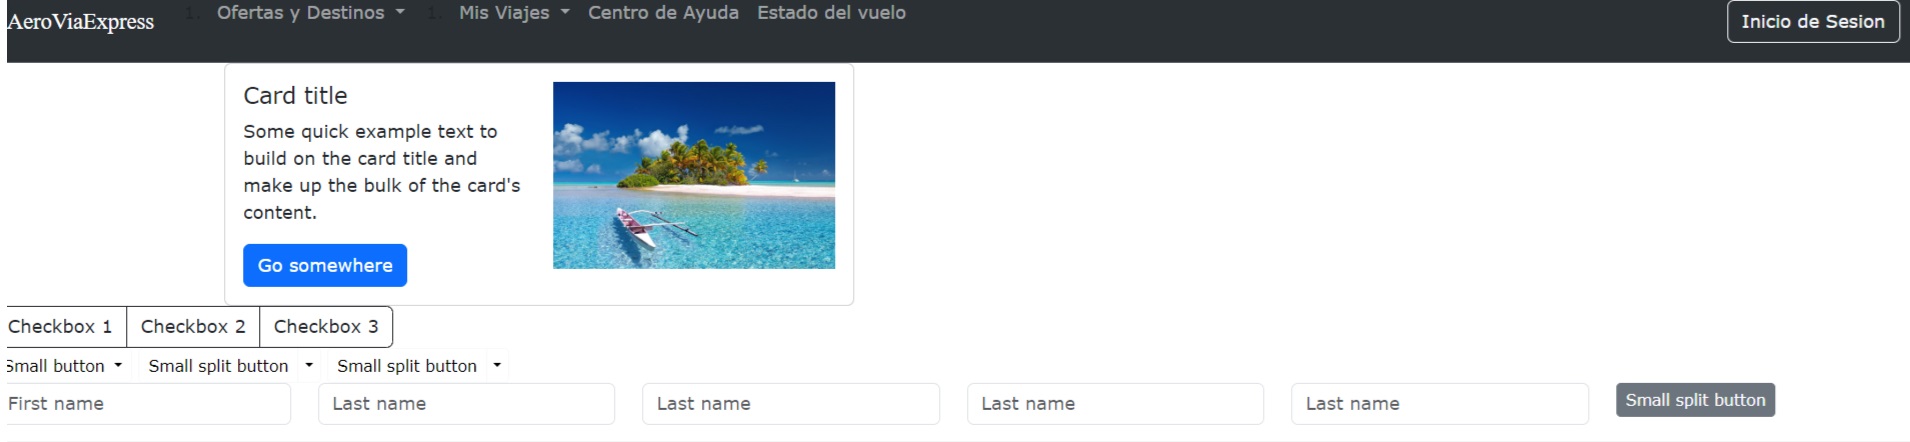 AeroViaExpress 1. Ofertas y Destinos 1. Mis Viajes Centro de Ayuda Estado del vuelo Inicio de Sesion
Card title
Some quick example text to
build on the card title and
make up the bulk of the card's
content.
Go somewhere
Checkbox 1 Checkbox 2 Checkbox 3
Small button Small split button Small split button
First name Last name Last name Last name Last name Small split button